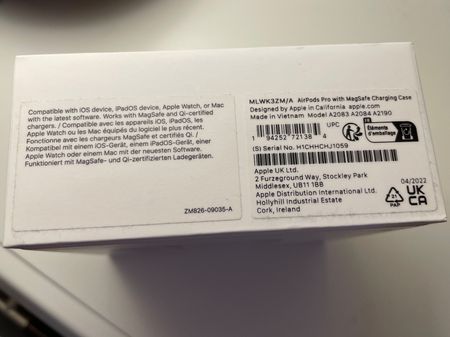 Compatible with iOS device, iPadOS device, Apple Watch, or Mac
with the latest software. Works with MagSafe and Qi-certified
chargers. / Compatible avec les appareils iOS, iPadOS,
Apple Watch ou les Mac équipés du logiciel le plus récent.
Fonctionne avec les chargeurs MagSafe et certifiés Qi. /
Kompatibel mit einem iOS-Gerät, einem iPadOS-Gerät, einer
Apple Watch oder einem Mac mit der neuesten Software.
Funktioniert mit MagSafe- und Qi-zertifizierten Ladegeräten.
ZM826-09035-A
MLWK3ZM/A AirPods Pro with MagSafe Charging Case
Designed by Apple in California apple.com
Made in Vietnam Model A2083 A2084 A2190
1 94252 72138 4
UPC
FR
Éléments
d'emballage
(S) Serial No. H1CHHCHJ1059
Apple UK Ltd.
2 Furzeground Way, Stockley Park
Middlesex, UB11 1BB
Apple Distribution International Ltd.
Hollyhill Industrial Estate
Cork, Ireland
04/2022
21
PAP
UK
CA